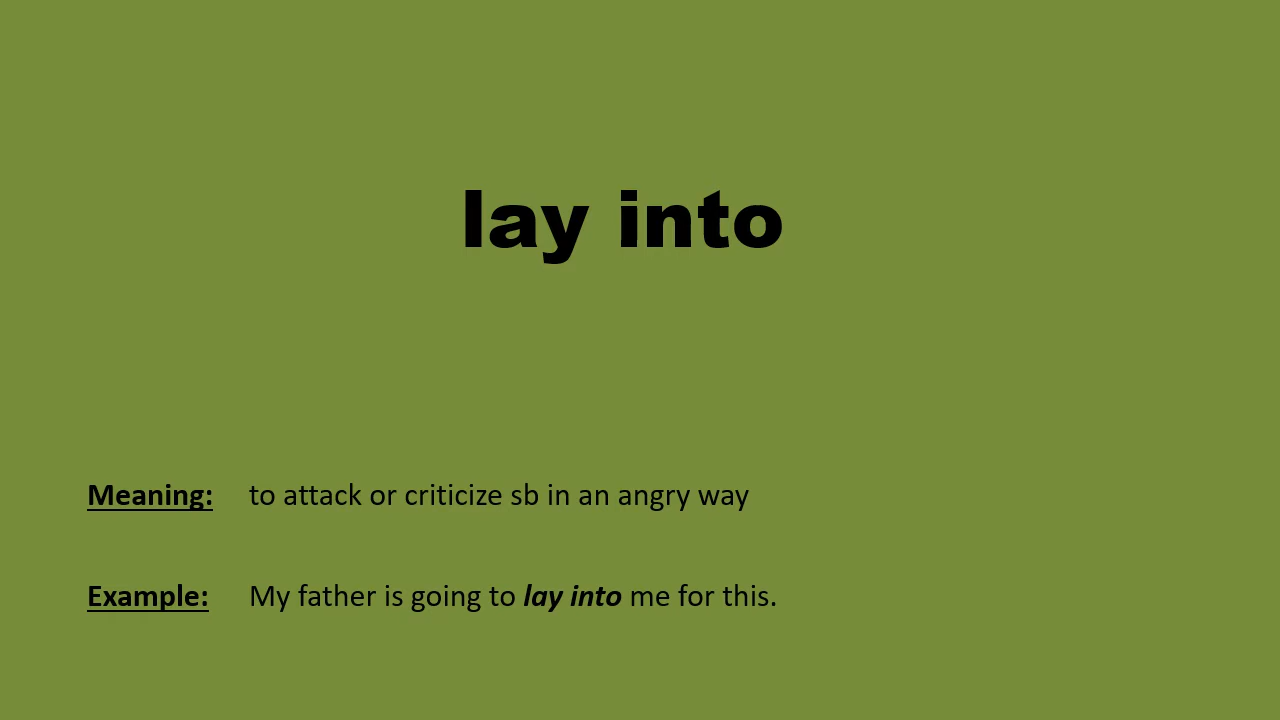 lay into
Meaning: to attack or criticize sb in an angry way
Example: My father is going to lay into me for this.